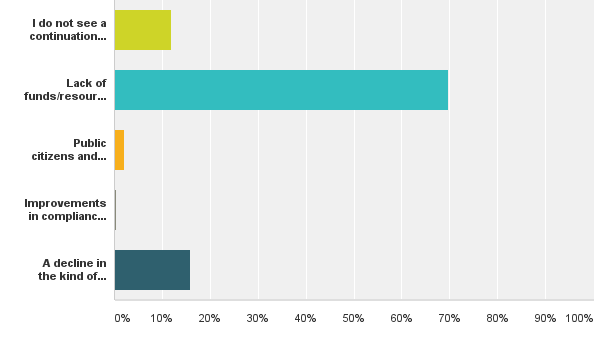 I do not see a
continuation...
Lack of
funds/resour...
Public
citizens and...
Improvements
in complianc...
A decline in
the kind of...
0% 10% 20% 30% 40% 50% 60% 70% 80% 90% 100%